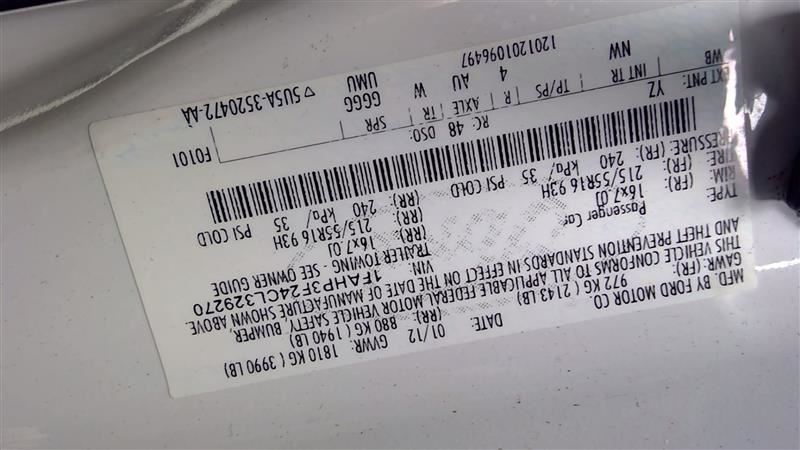 MFD. BY FORD MOTOR CO.
DATE: 01/12 GVWR: 1810 KG ( 3990 LB)
GAWR: (FR): 972 KG ( 2143 LB) (RR) 880 KG ( 1940 LB)
THIS VEHICLE CONFORMS TO ALL APPLICABLE FEDERAL MOTOR VEHICLE SAFETY, BUMPER,
AND THEFT PREVENTION STANDARDS IN EFFECT ON THE DATE OF MANUFACTURE SHOWN ABOVE.
VIN: 1FAHP3F24CL329270
TYPE: Passenger Car TRAILER TOWING - SEE OWNER GUIDE
RIM: (FR): 16x7.0J (RR): 16x7.0J
TIRE: (FR): 215/55R16 93H (RR): 215/55R16 93H
PRESSURE: (FR): 240 kPa/ 35 PSI COLD (RR): 240 kPa/ 35 PSI COLD
EXT PNT: YZ RC: 48 DSO: F0101
WB INT TR TP/PS R AXLE TR SPR
NW 4 AU W GGGG
UMU
120120109649​7 5U5A-3520472-AA